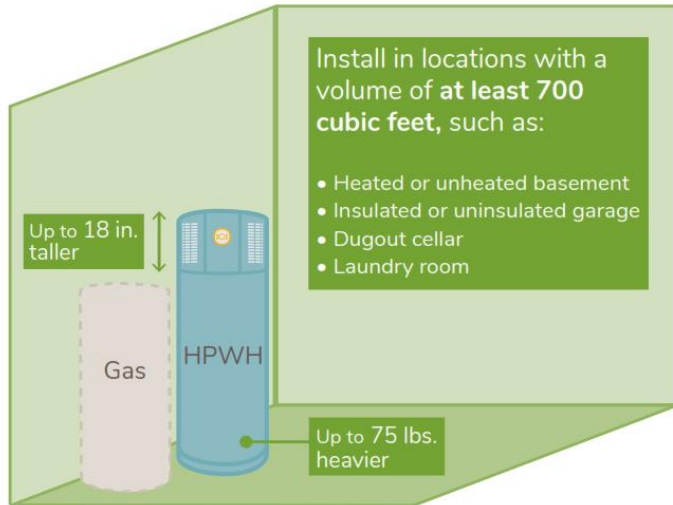 Install in locations with a
volume of at least 700
cubic feet, such as:
• Heated or unheated basement
• Insulated or uninsulated garage
• Dugout cellar
• Laundry room
Up to 18 in.
taller
Gas
HPWH
Up to 75 lbs.
heavier